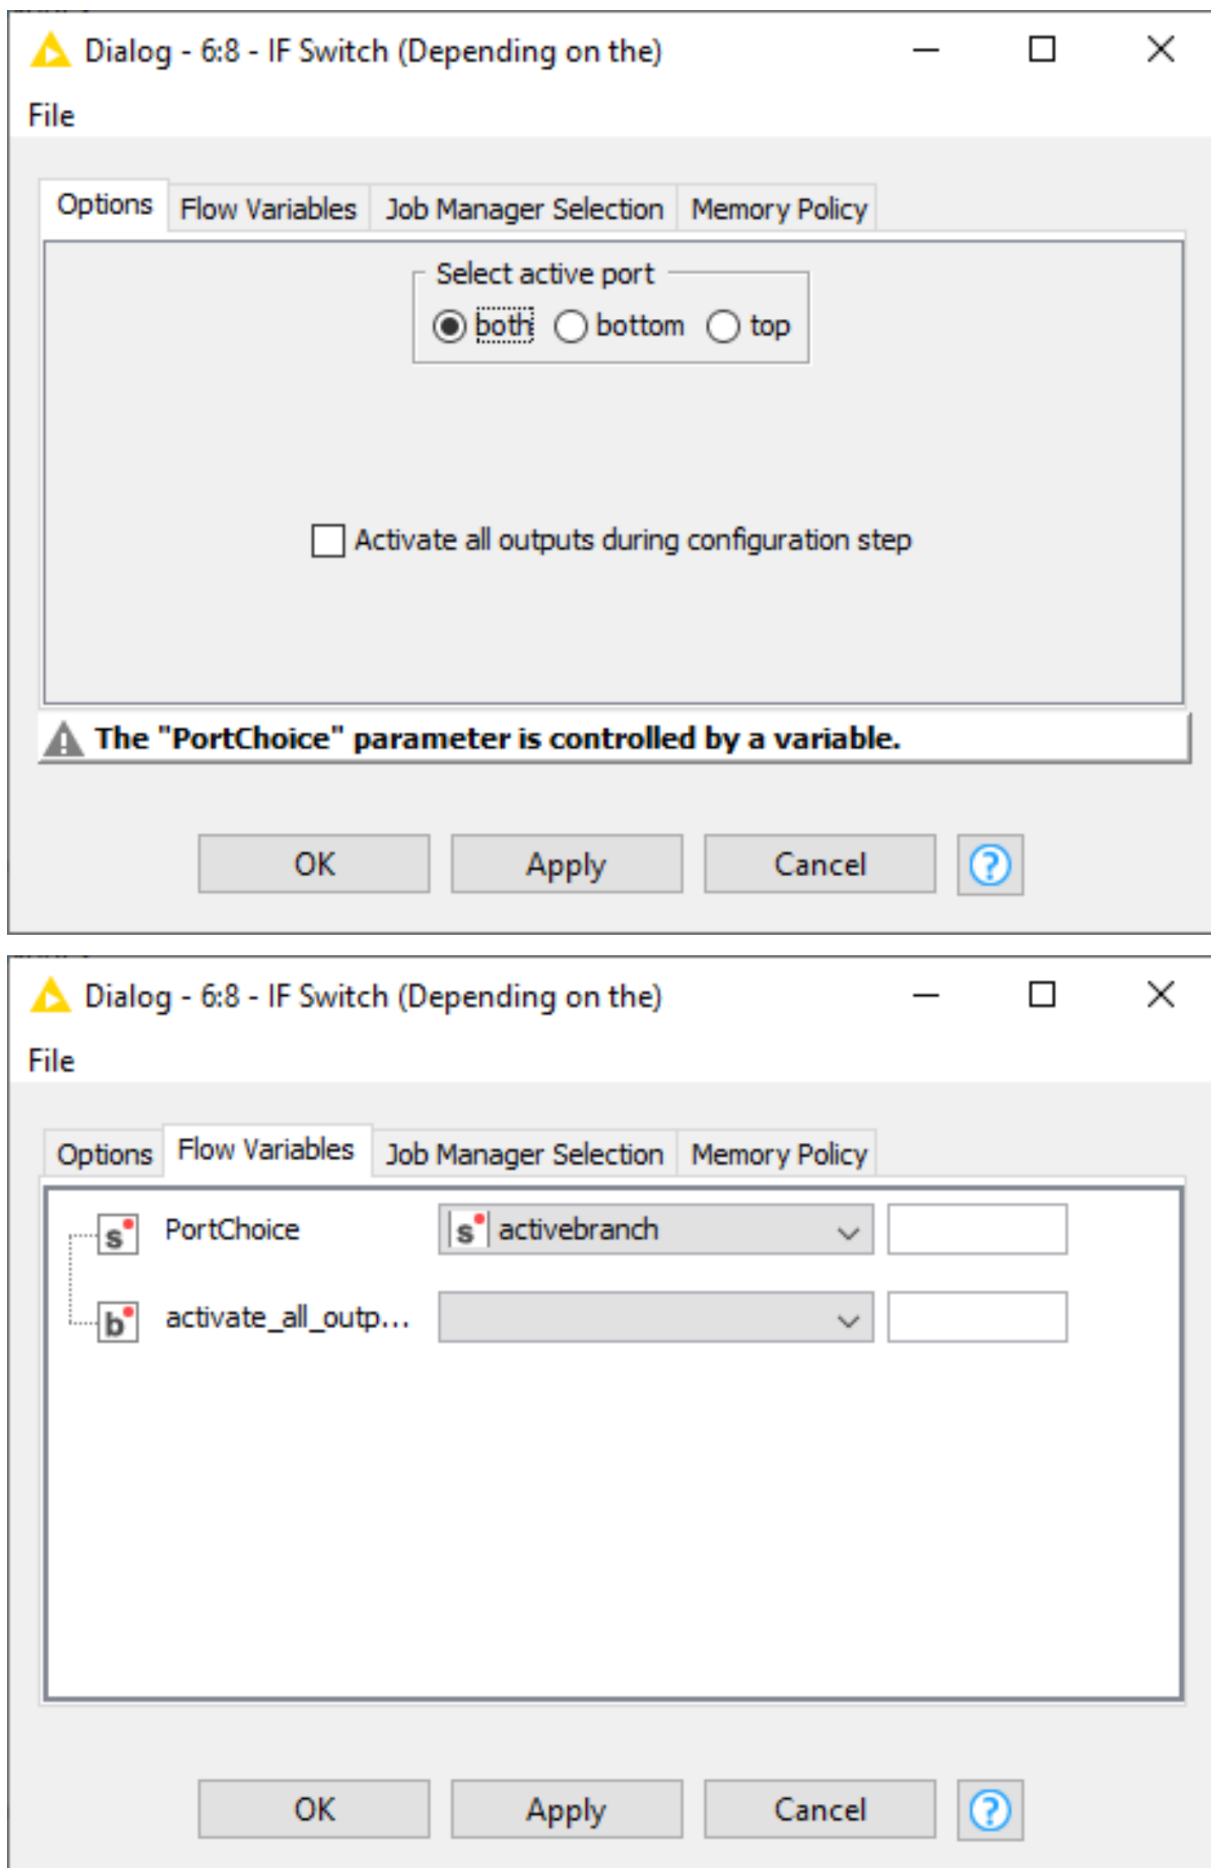 Dialog - 6:8 - IF Switch (Depending on the)
File
Options Flow Variables Job Manager Selection Memory Policy
Select active port
both bottom top
Activate all outputs during configuration step
The "PortChoice" parameter is controlled by a variable.
OK Apply Cancel ?
Dialog - 6:8 - IF Switch (Depending on the)
File
Options Flow Variables Job Manager Selection Memory Policy
s PortChoice s activebranch
b activate_all_outp...
OK Apply Cancel ?